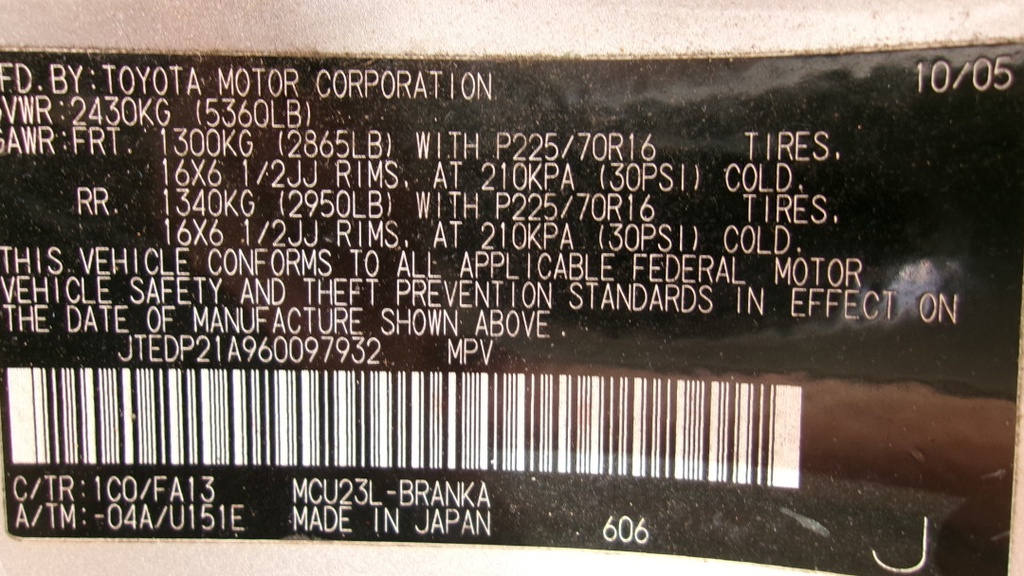 FD. BY: TOYOTA MOTOR CORPORATION 10/05
VWR: 2430KG (5360LB)
GAWR: FRT. 1300KG (2865LB) WITH P225/70R16 TIRES.
16X6 1/2JJ RIMS, AT 210KPA (30PSI) COLD.
RR. 1340KG (2950LB) WITH P225/70R16 TIRES,
16X6 1/2JJ RIMS, AT 210KPA (30PSI) COLD.
THIS VEHICLE CONFORMS TO ALL APPLICABLE FEDERAL MOTOR
VEHICLE SAFETY AND THEFT PREVENTION STANDARDS IN EFFECT ON
THE DATE OF MANUFACTURE SHOWN ABOVE.
JTEDP21A960097932 MPV
C/TR: 1C0/FA13 MCU23L-BRANKA
A/TM: -04A/U151E MADE IN JAPAN 606 J